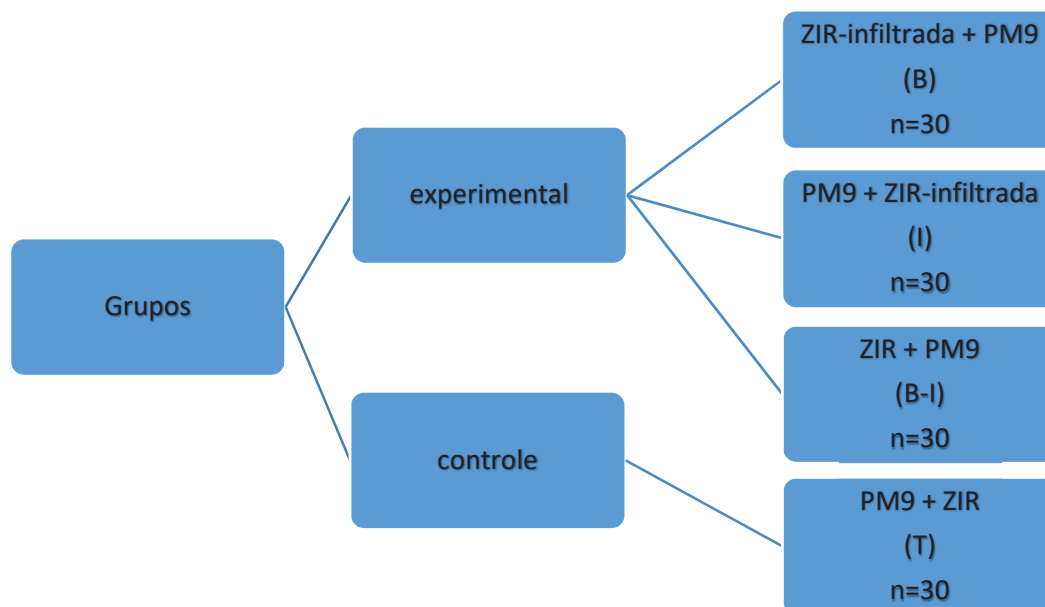 Grupos
experimental
controle
ZIR-infiltrada + PM9
(B)
n=30
PM9 + ZIR-infiltrada
(I)
n=30
ZIR + PM9
(B-I)
n=30
PM9 + ZIR
(T)
n=30